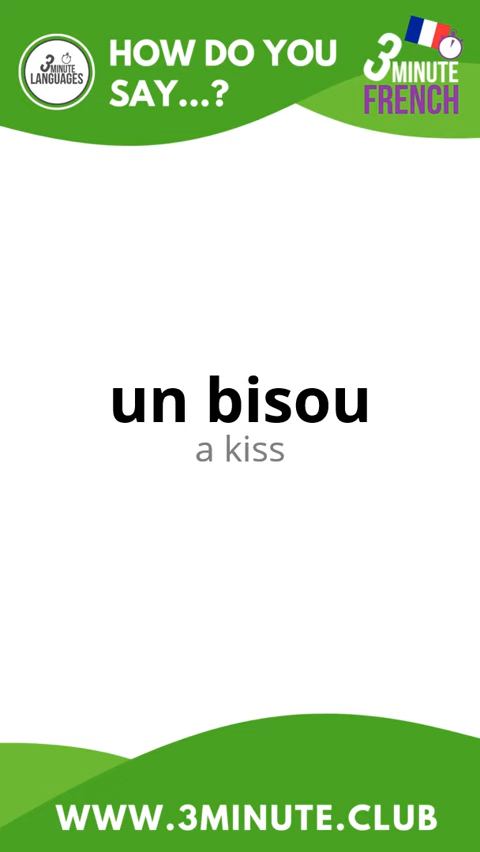 HOW DO YOU
SAY...?
3
MINUTE
LANGUAGES
3
MINUTE
FRENCH
un bisou
a kiss
WWW.3MINUTE.CLUB